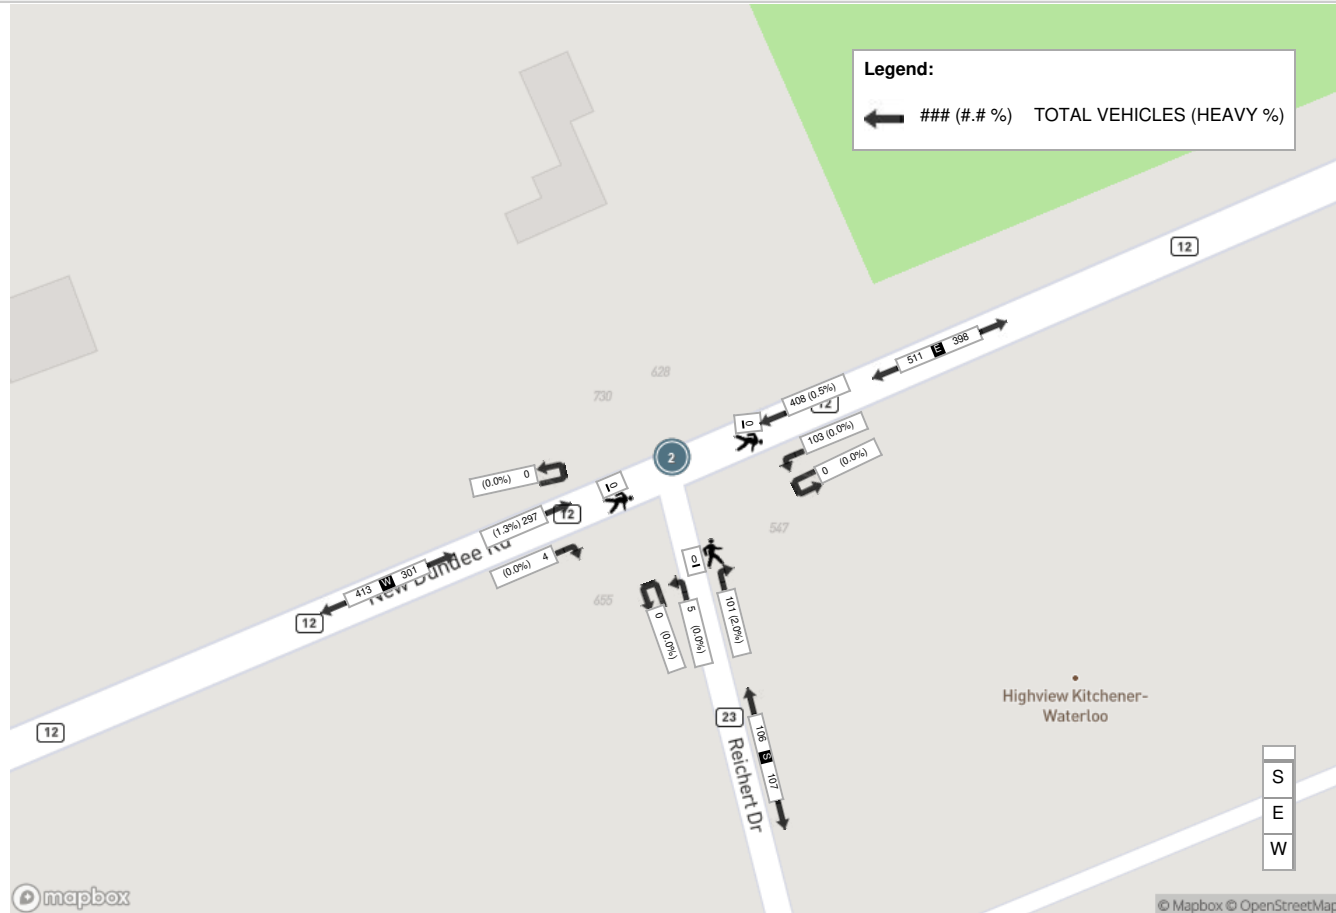 Legend:
### (#.# %) TOTAL VEHICLES (HEAVY %)
12
511 E 398
408 (0.5%)
12
103 (0.0%)
0 (0.0%)
0
628
730
2
(0.0%) 0
0
(1.3%) 297
12
(0.0%) 4
547
0
413 W 301
New Dundee Rd
12
655
0 (0.0%)
5 (0.0%)
101 (2.0%)
12
23
106 S 107
Reichert Dr
Highview Kitchener-
Waterloo
S
E
W
mapbox
© Mapbox © OpenStreetMap